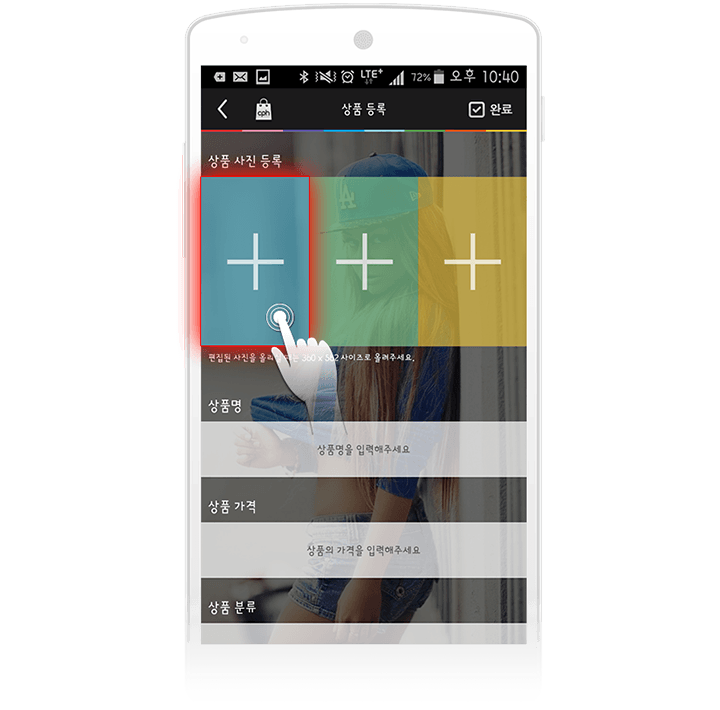 LTE+ 72% 오후 10:40
cph 상품 등록 완료
상품 사진 등록
편집된 사진을 올리 는 360 x 562 사이즈로 올려주세요.
상품명
상품명을 입력해주세요
상품 가격
상품의 가격을 입력해주세요
상품 분류